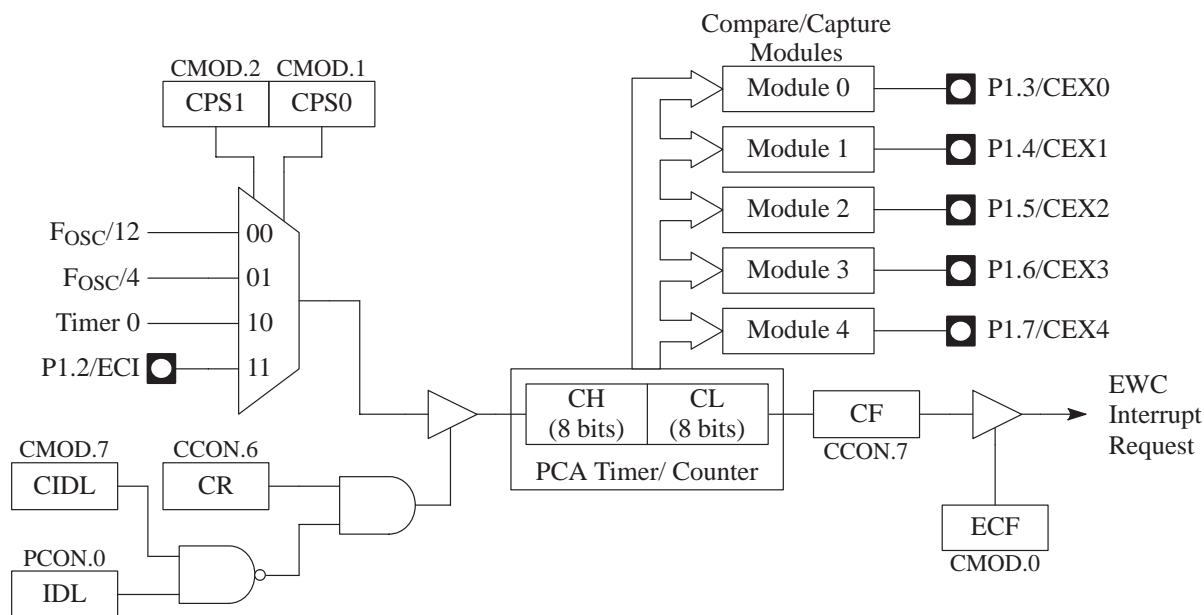 Compare/Capture
Modules
CMOD.2 CMOD.1
CPS1 CPS0
Module 0 P1.3/CEX0
Module 1 P1.4/CEX1
Module 2 P1.5/CEX2
Module 3 P1.6/CEX3
Module 4 P1.7/CEX4
FOSC/12 00
FOSC/4 01
Timer 0 10
P1.2/ECI 11
CH CL
(8 bits) (8 bits)
PCA Timer/ Counter
CF
CCON.7
EWC
Interrupt
Request
CMOD.7 CCON.6
CIDL CR
PCON.0
IDL
ECF
CMOD.0